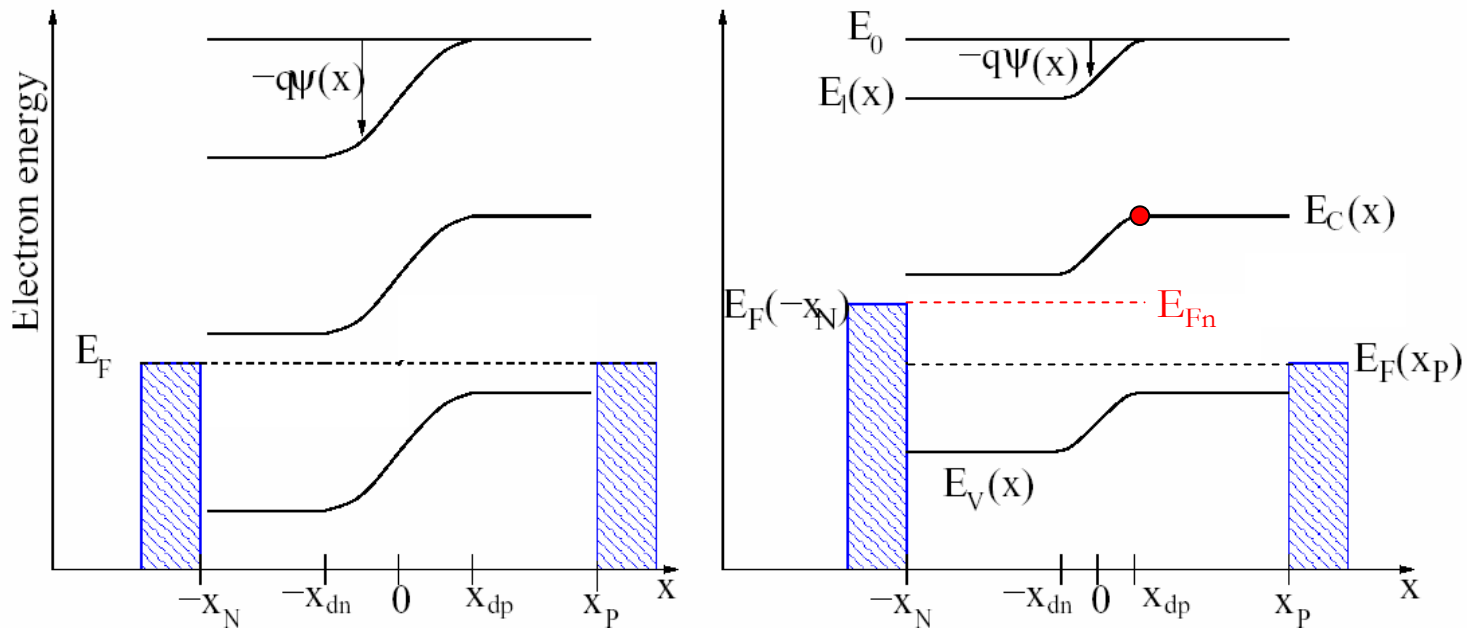 Electron energy
−qψ(x)
E_F
−x_N
−x_dn
0
x_dp
x_P
x
E_0
−qψ(x)
E_l(x)
E_C(x)
E_F(−x_N)
E_Fn
E_F(x_P)
E_V(x)
−x_N
−x_dn
0
x_dp
x_P
x